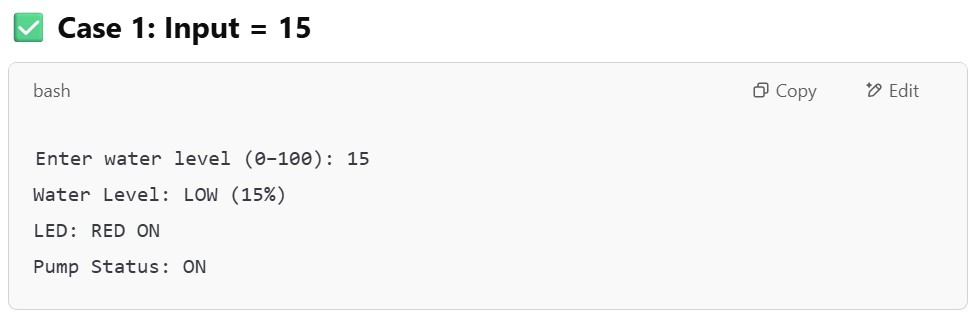 ✅ Case 1: Input = 15
bash
Copy
Edit
Enter water level (0–100): 15
Water Level: LOW (15%)
LED: RED ON
Pump Status: ON